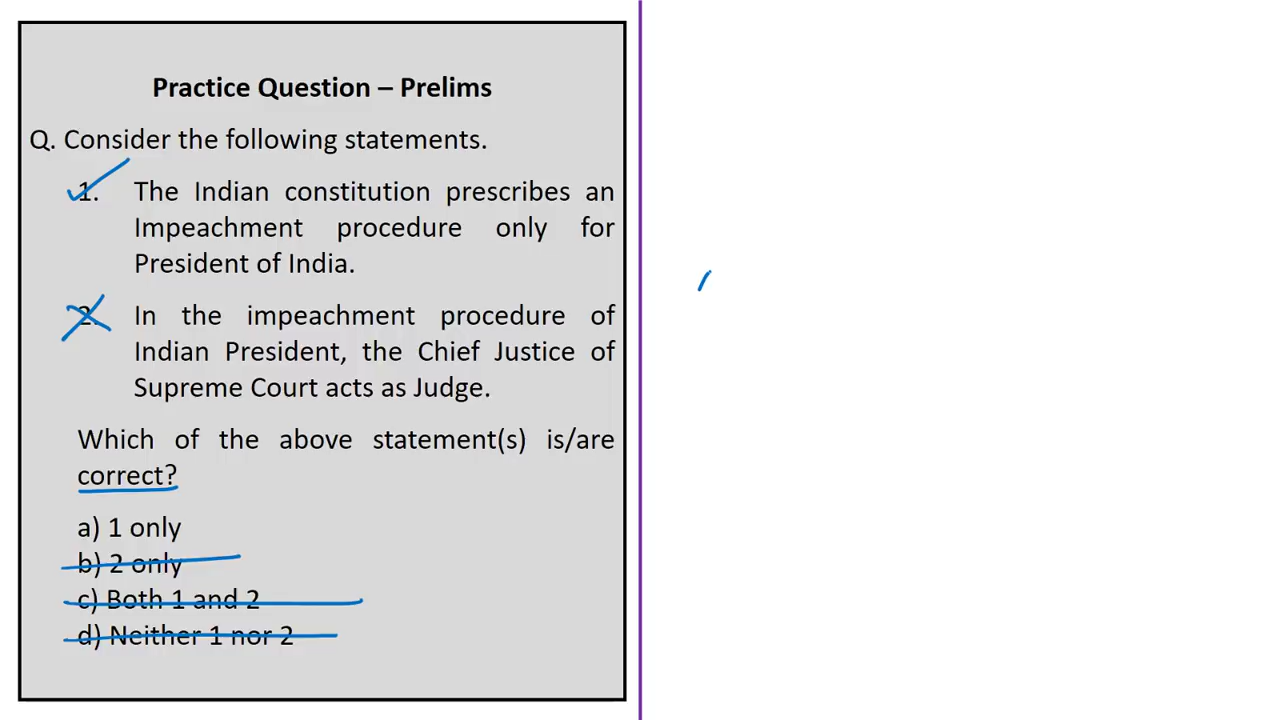 Practice Question – Prelims
Q. Consider the following statements.
1. The Indian constitution prescribes an
Impeachment procedure only for
President of India.
2. In the impeachment procedure of
Indian President, the Chief Justice of
Supreme Court acts as Judge.
Which of the above statement(s) is/are
correct?
a) 1 only
b) 2 only
c) Both 1 and 2
d) Neither 1 nor 2